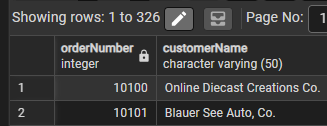 Showing rows: 1 to 326 Page No: 1
orderNumber customerName
integer character varying (50)
1 10100 Online Diecast Creations Co.
2 10101 Blauer See Auto, Co.